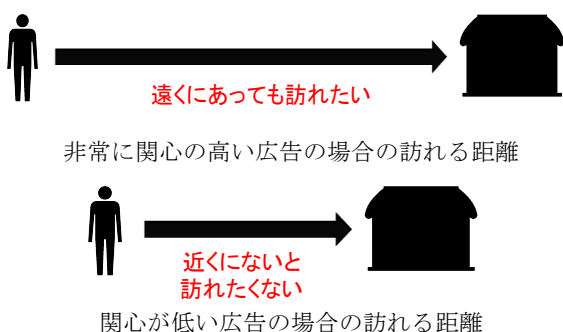 遠くにあっても訪れたい
非常に関心の高い広告の場合の訪れる距離
近くにないと
訪れたくない
関心が低い広告の場合の訪れる距離